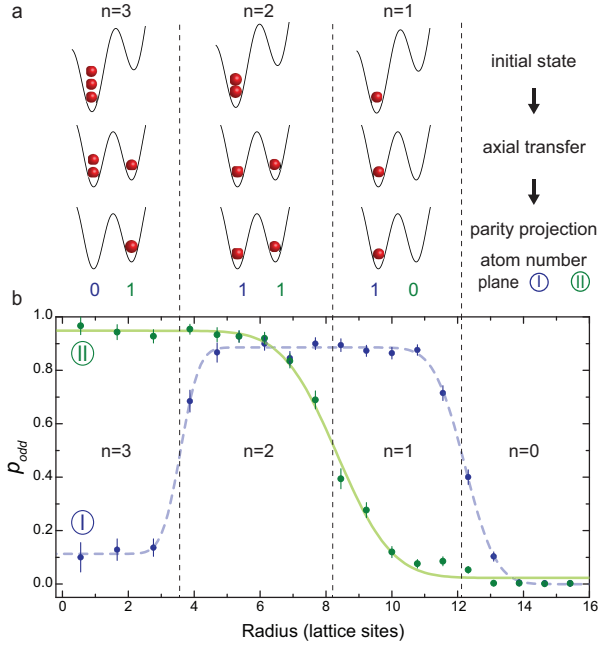 a
n=3 n=2 n=1
initial state
axial transfer
parity projection
atom number
plane I II
0 1 1 1 1 0
b
1.0
0.8
0.6
0.4
0.2
0.0
p_odd
II
I
n=3 n=2 n=1 n=0
0 2 4 6 8 10 12 14 16
Radius (lattice sites)